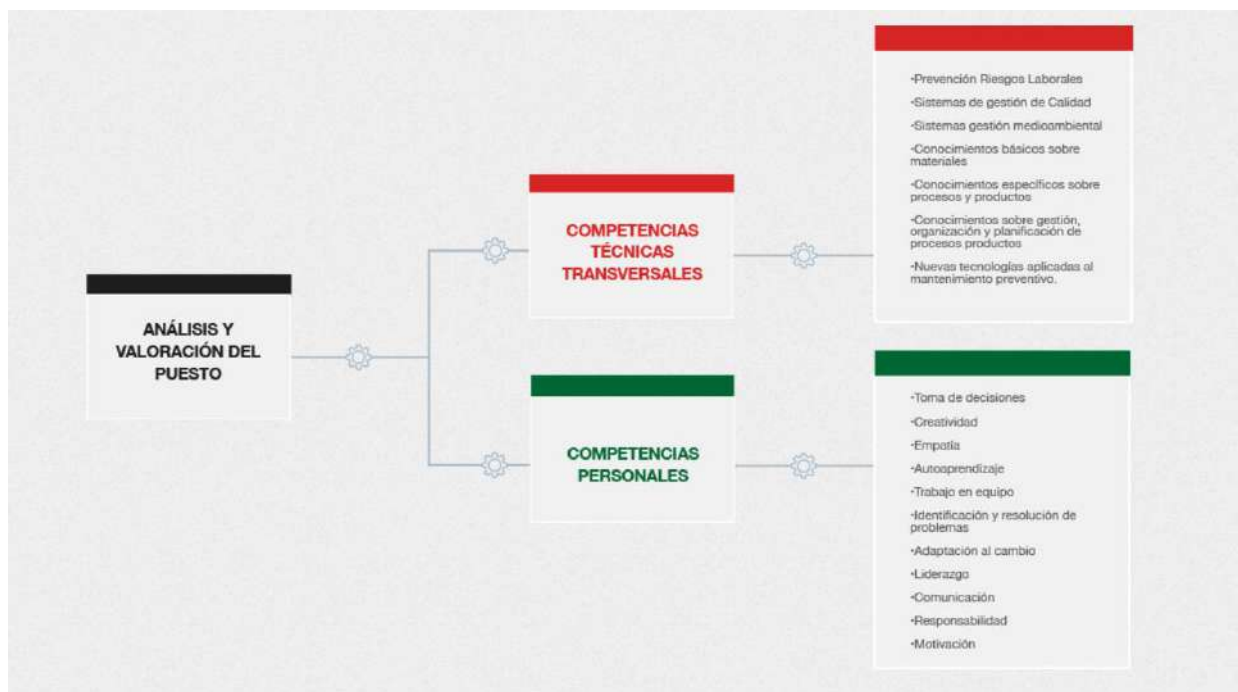 ANÁLISIS Y
VALORACIÓN DEL
PUESTO
COMPETENCIAS
TÉCNICAS
TRANSVERSALES
•Prevención Riesgos Laborales
•Sistemas de gestión de Calidad
•Sistemas gestión medioambiental
•Conocimientos básicos sobre
materiales
•Conocimientos específicos sobre
procesos y productos
•Conocimientos sobre gestión,
organización y planificación de
procesos productos
•Nuevas tecnologías aplicadas al
mantenimiento preventivo.
COMPETENCIAS
PERSONALES
•Toma de decisiones
•Creatividad
•Empatía
•Autoaprendizaje
•Trabajo en equipo
•Identificación y resolución de
problemas
•Adaptación al cambio
•Liderazgo
•Comunicación
•Responsabilidad
•Motivación